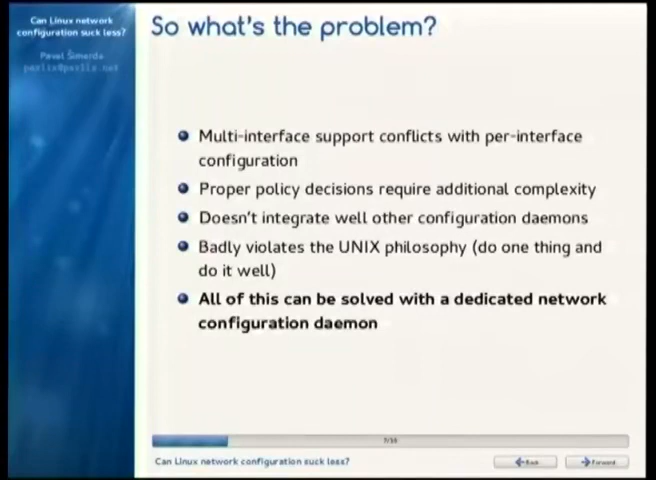 Can Linux network
configuration suck less?
Pavel Šimerda
pavlix@pavlix.net
So what's the problem?
Multi-interface support conflicts with per-interface
configuration
Proper policy decisions require additional complexity
Doesn't integrate well other configuration daemons
Badly violates the UNIX philosophy (do one thing and
do it well)
All of this can be solved with a dedicated network
configuration daemon
Can Linux network configuration suck less?
Back
Forward